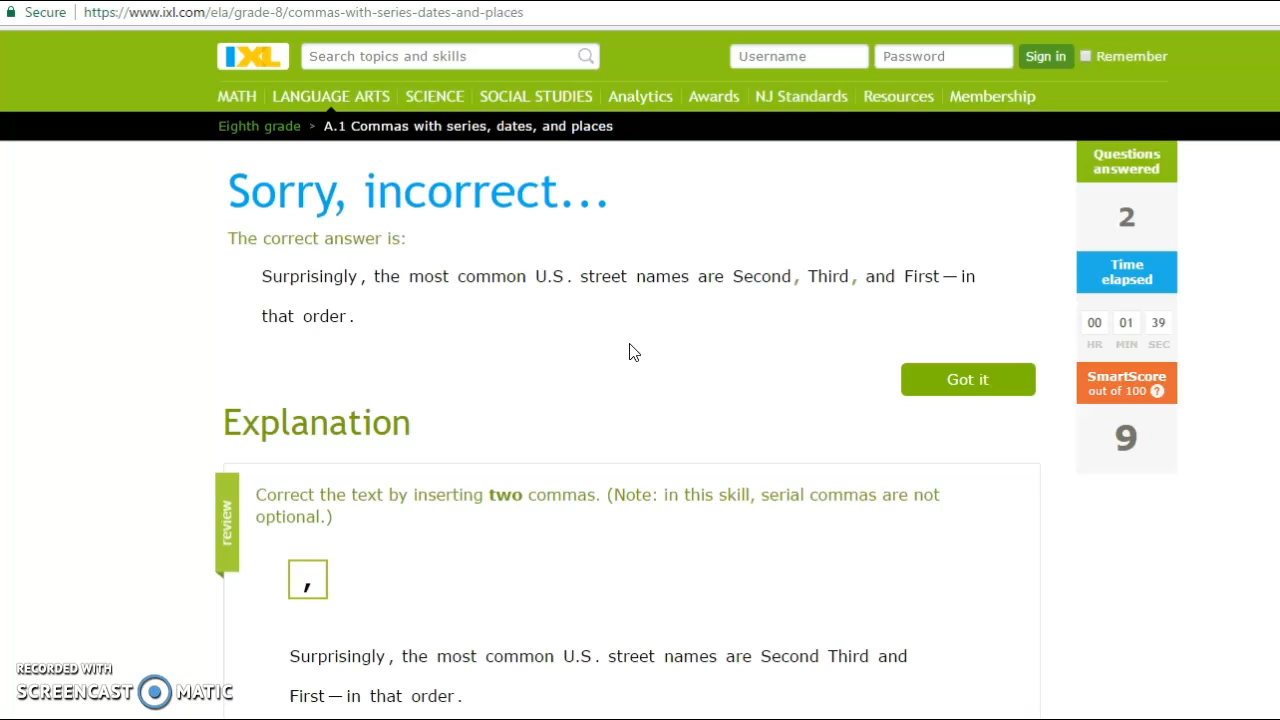 Secure https://www.ixl.com/ela/grade-8/commas-with-series-dates-and-places
IXL Search topics and skills Username Password Sign in Remember
MATH LANGUAGE ARTS SCIENCE SOCIAL STUDIES Analytics Awards NJ Standards Resources Membership
Eighth grade > A.1 Commas with series, dates, and places
Sorry, incorrect...
The correct answer is:
Surprisingly, the most common U.S. street names are Second, Third, and First—in
that order.
Got it
Questions
answered
2
Time
elapsed
00 01 39
HR MIN SEC
SmartScore
out of 100 ?
9
Explanation
review
Correct the text by inserting two commas. (Note: in this skill, serial commas are not
optional.)
,
Surprisingly, the most common U.S. street names are Second Third and
First—in that order.
RECORDED WITH
SCREENCAST MATIC